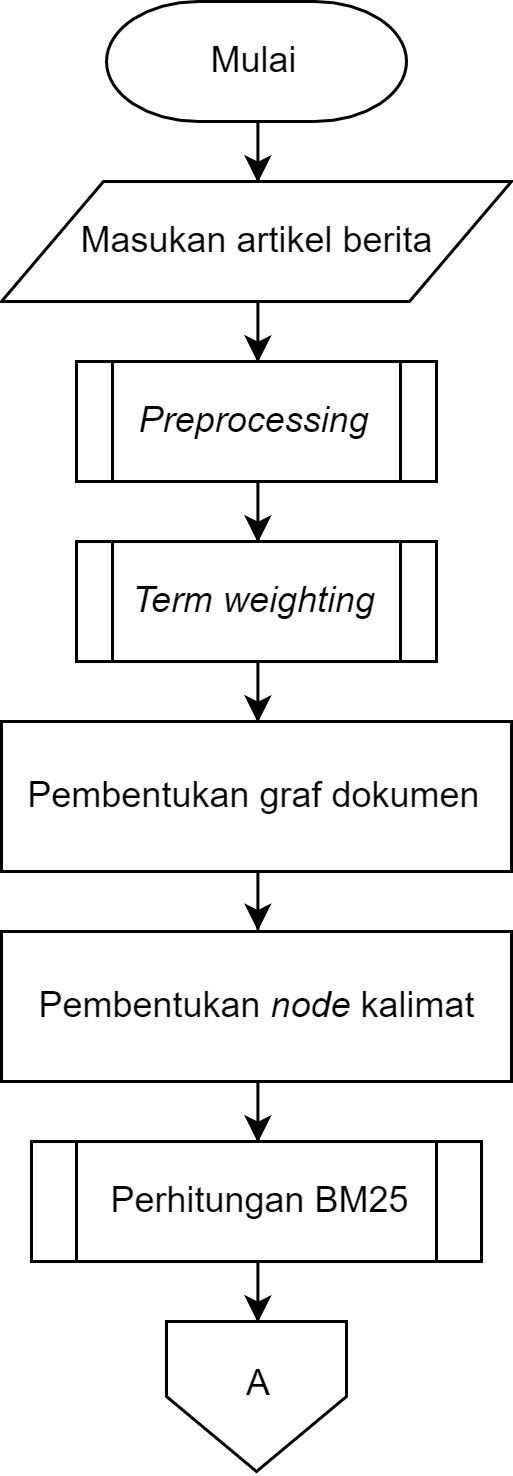 Mulai
Masukan artikel berita
Preprocessing
Term weighting
Pembentukan graf dokumen
Pembentukan node kalimat
Perhitungan BM25
A